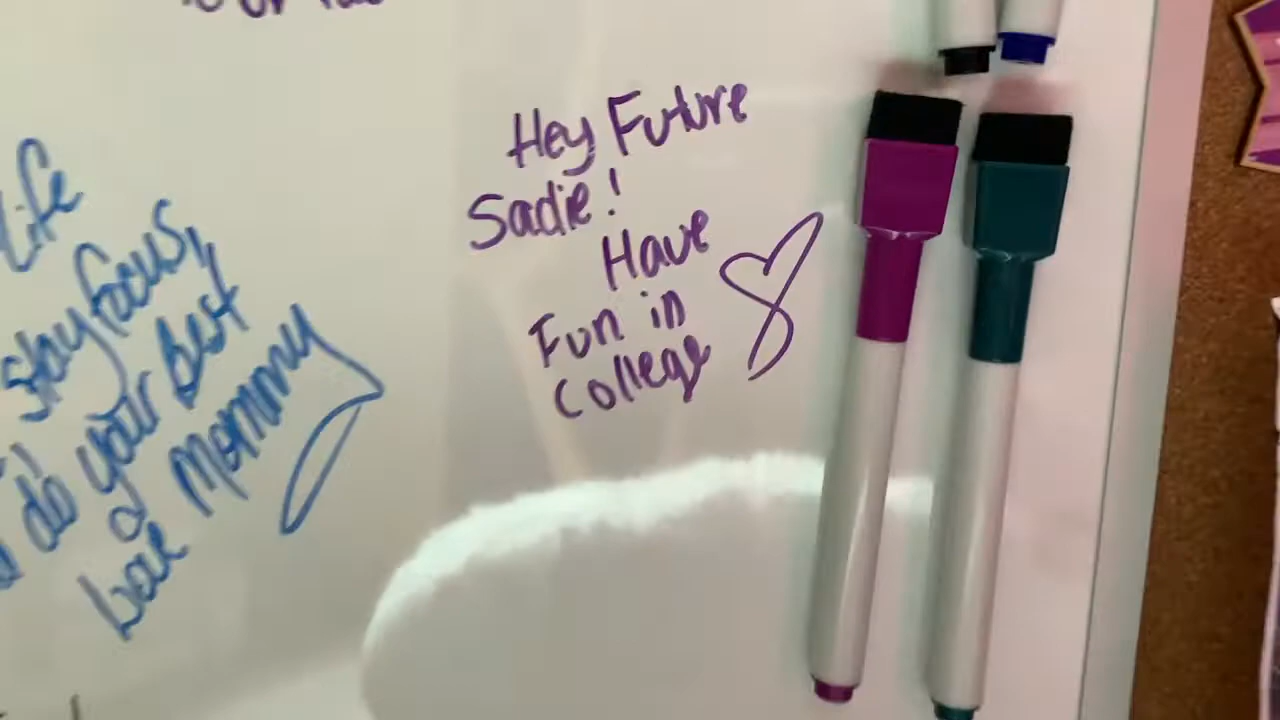 Life
Stay focus,
do your best
&
Love Mommy
Hey Future
Sadie!
Have
Fun in
College